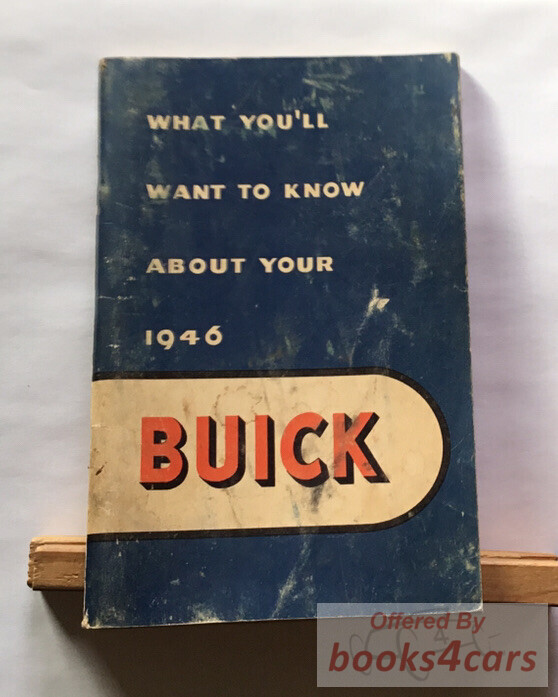 WHAT YOU'LL
WANT TO KNOW
ABOUT YOUR
1946
BUICK
Offered By
books4cars